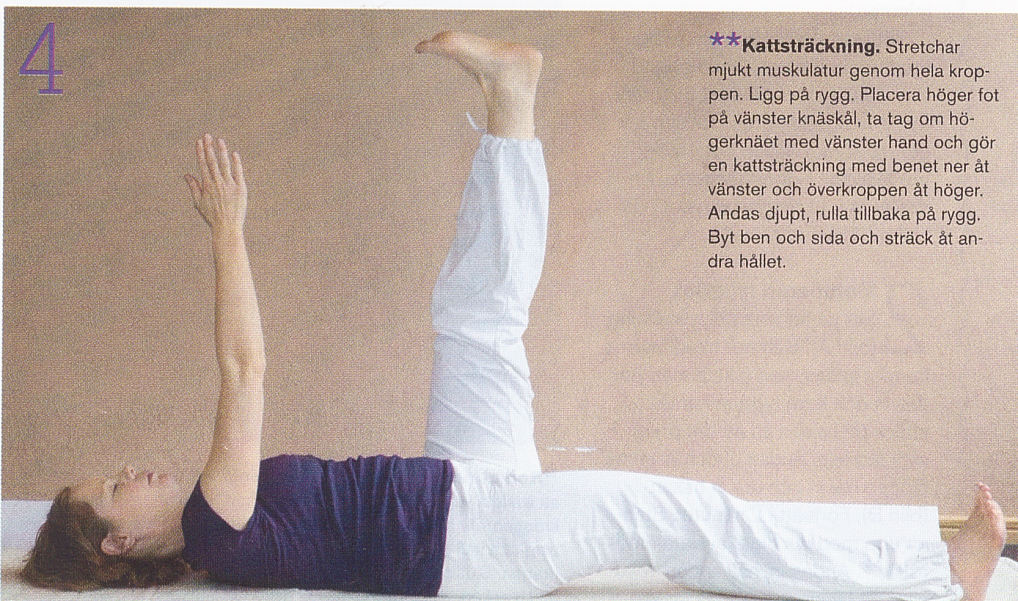 4
**Kattsträckning. Stretchar
mjukt muskulatur genom hela krop-
pen. Ligg på rygg. Placera höger fot
på vänster knäskål, ta tag om hö-
gerknäet med vänster hand och gör
en kattsträckning med benet ner åt
vänster och överkroppen åt höger.
Andas djupt, rulla tillbaka på rygg.
Byt ben och sida och sträck åt an-
dra hållet.